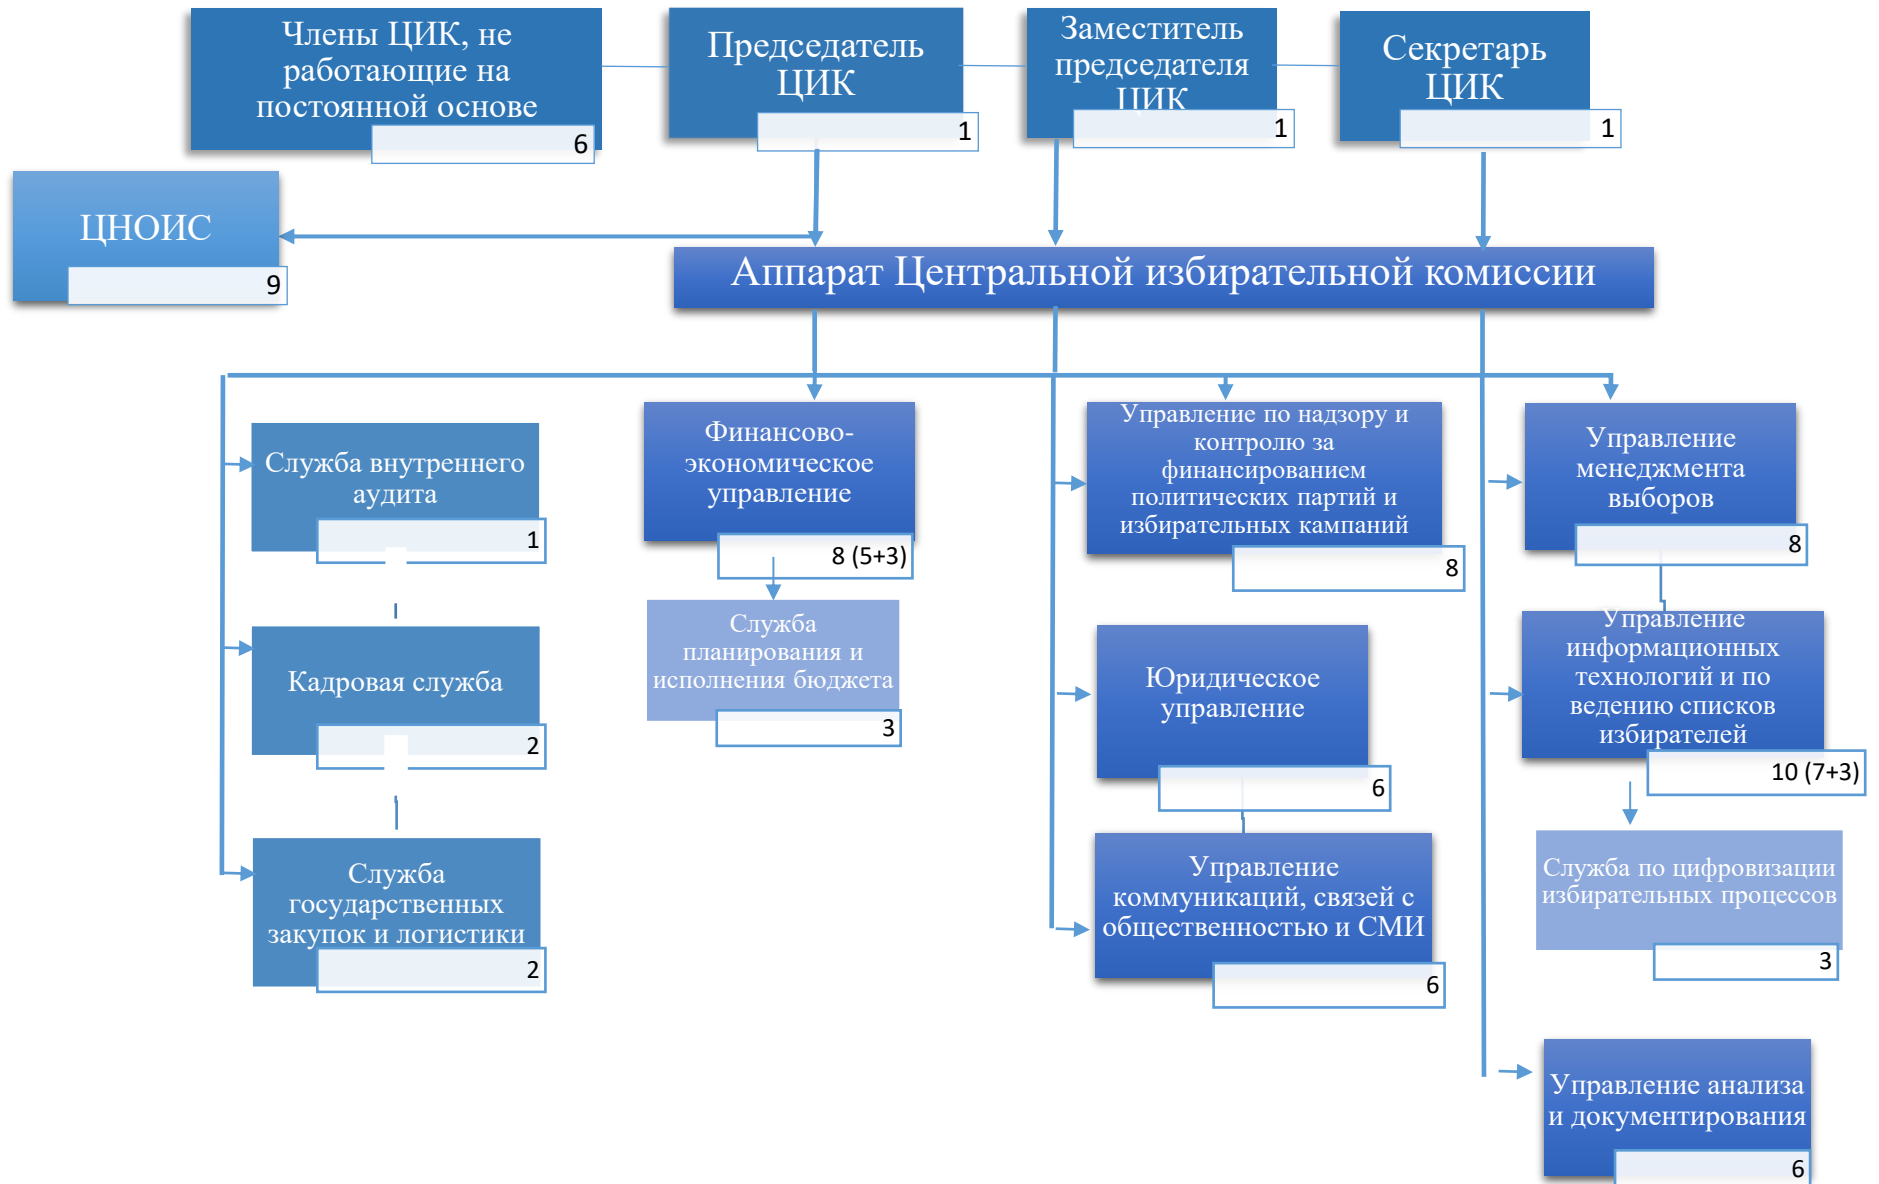 Члены ЦИК, не
работающие на
постоянной основе
6
Председатель
ЦИК
1
Заместитель
председателя
ЦИК
1
Секретарь
ЦИК
1
ЦНОИС
9
Аппарат Центральной избирательной комиссии
Служба внутреннего
аудита
1
Кадровая служба
2
Служба
государственных
закупок и логистики
2
Финансово-
экономическое
управление
8 (5+3)
Служба
планирования и
исполнения бюджета
3
Управление по надзору и
контролю за
финансированием
политических партий и
избирательных кампаний
8
Юридическое
управление
6
Управление
коммуникаций, связей с
общественностью и СМИ
6
Управление
менеджмента
выборов
8
Управление
информационных
технологий и по
ведению списков
избирателей
10 (7+3)
Служба по цифровизации
избирательных процессов
3
Управление анализа
и документирования
6